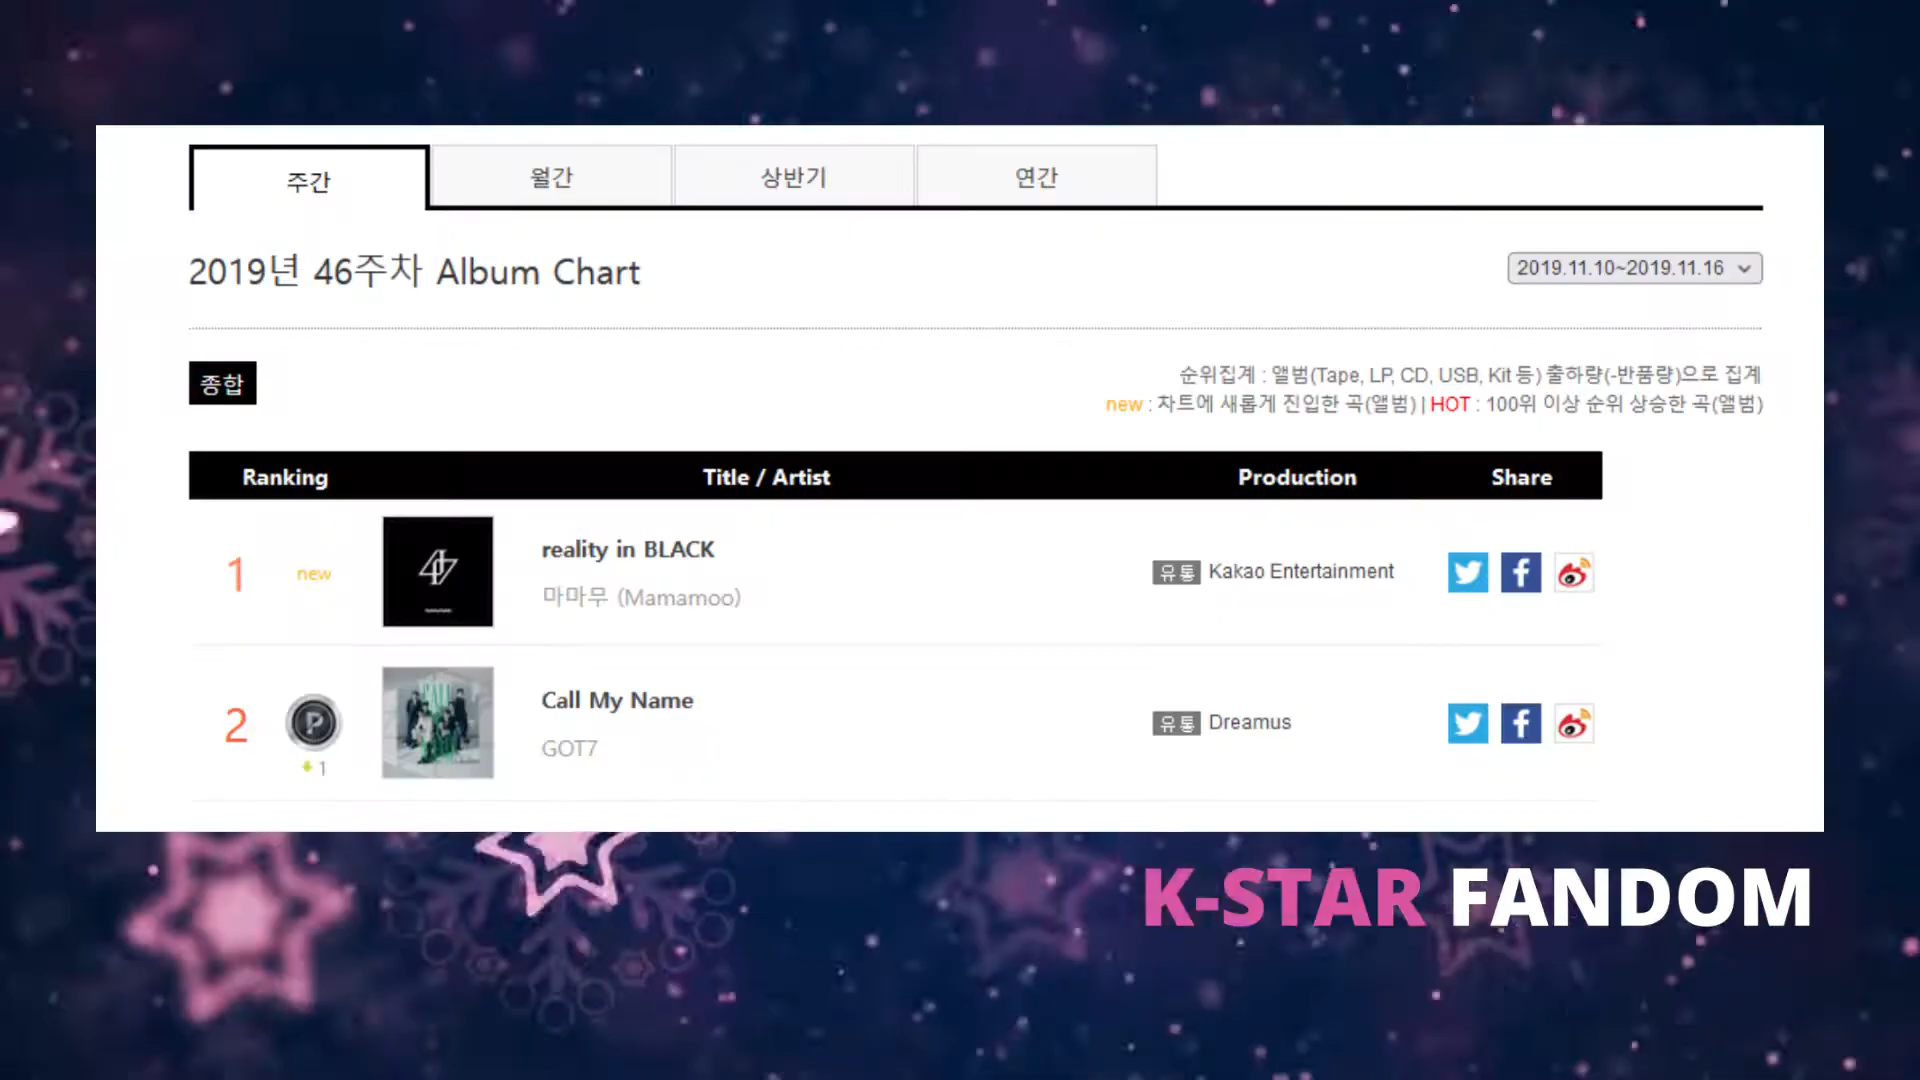 주간 월간 상반기 연간
2019년 46주차 Album Chart
2019.11.10~2019.11.16
종합
순위집계 : 앨범(Tape, LP, CD, USB, Kit 등) 출하량(-반품량)으로 집계
new : 차트에 새롭게 진입한 곡(앨범) | HOT : 100위 이상 순위 상승한 곡(앨범)
Ranking Title / Artist Production Share
1 new reality in BLACK
마마무 (Mamamoo)
유통 Kakao Entertainment
2 P 1
Call My Name
GOT7
유통 Dreamus
K-STAR FANDOM